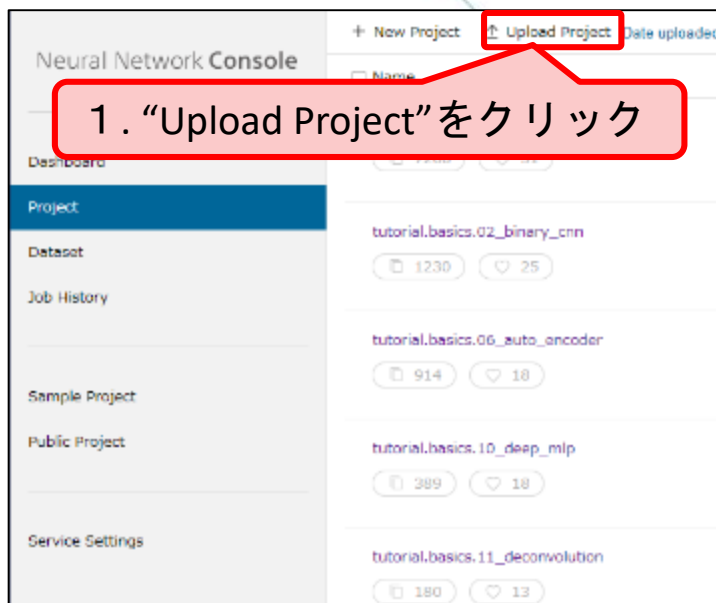 + New Project
Upload Project
Date uploaded
Neural Network Console
Name
1. “Upload Project”をクリック
Dashboard
Project
tutorial.basics.02_binary_cnn
Dataset
1230
25
Job History
tutorial.basics.06_auto_encoder
914
18
Sample Project
Public Project
tutorial.basics.10_deep_mlp
389
18
Service Settings
tutorial.basics.11_deconvolution
180
13